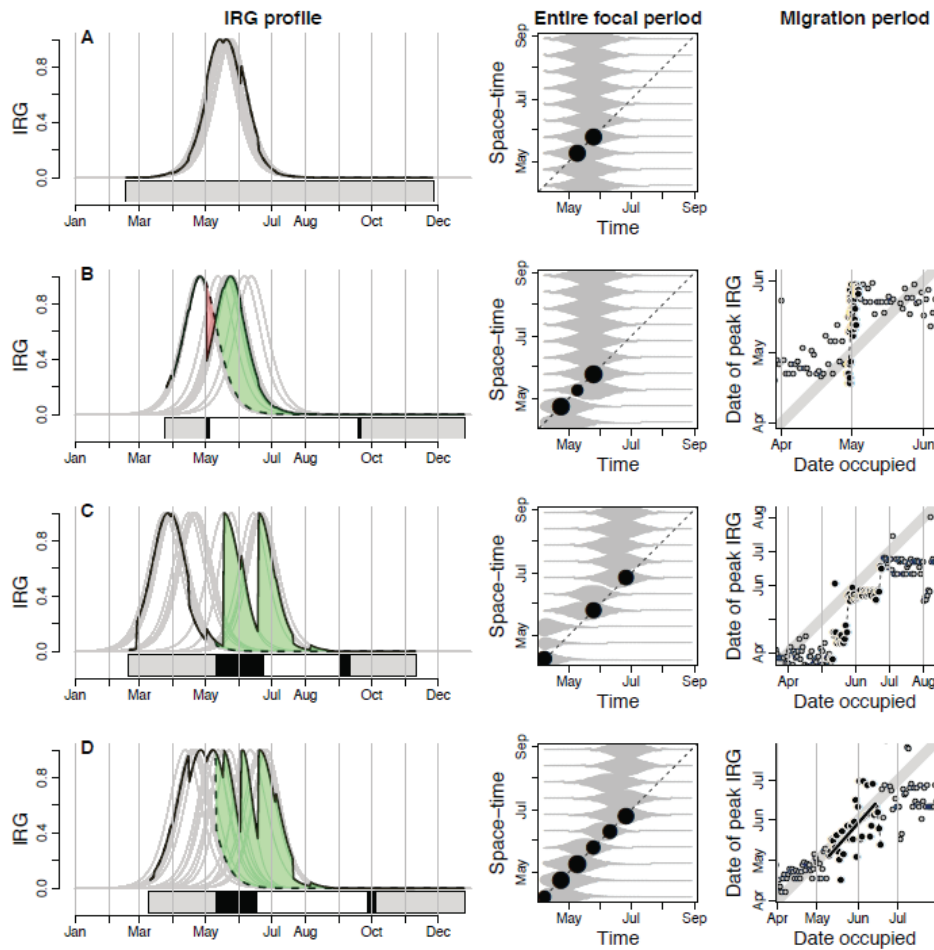 IRG profile
Entire focal period
Migration period
A
IRG
0.0 0.4 0.8
Jan Mar May Jul Aug Oct Dec
Space−time
May Jul Sep
May Jul Sep
Time
B
IRG
0.0 0.4 0.8
Jan Mar May Jul Aug Oct Dec
Space−time
May Jul Sep
May Jul Sep
Time
Date of peak IRG
Apr May Jun
Apr May Jun
Date occupied
C
IRG
0.0 0.4 0.8
Jan Mar May Jul Aug Oct Dec
Space−time
May Jul Sep
May Jul Sep
Time
Date of peak IRG
Apr Jun Jul Aug
Apr Jun Jul Aug
Date occupied
D
IRG
0.0 0.4 0.8
Jan Mar May Jul Aug Oct Dec
Space−time
May Jul Sep
May Jul Sep
Time
Date of peak IRG
Apr May Jun Jul
Apr May Jun Jul
Date occupied